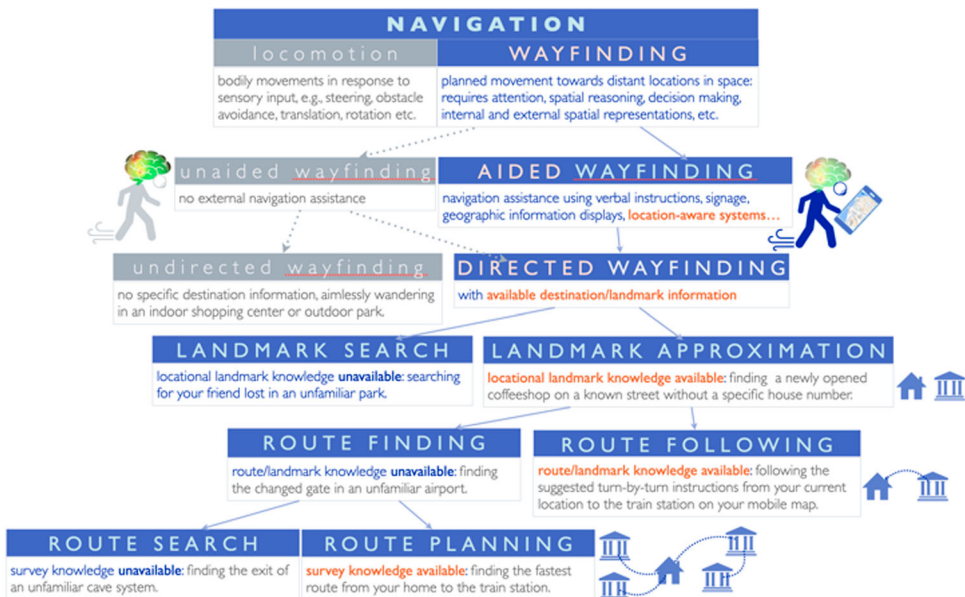 NAVIGATION
locomotion
WAYFINDING
bodily movements in response to
sensory input, e.g., steering, obstacle
avoidance, translation, rotation etc.
planned movement towards distant locations in space:
requires attention, spatial reasoning, decision making,
internal and external spatial representations, etc.
unaided wayfinding
no external navigation assistance
AIDED WAYFINDING
navigation assistance using verbal instructions, signage,
geographic information displays, location-aware systems…
undirected wayfinding
no specific destination information, aimlessly wandering
in an indoor shopping center or outdoor park.
DIRECTED WAYFINDING
with available destination/landmark information
LANDMARK SEARCH
locational landmark knowledge unavailable: searching
for your friend lost in an unfamiliar park.
LANDMARK APPROXIMATION
locational landmark knowledge available: finding a newly opened
coffeeshop on a known street without a specific house number.
ROUTE FINDING
route/landmark knowledge unavailable: finding
the changed gate in an unfamiliar airport.
ROUTE FOLLOWING
route/landmark knowledge available: following the
suggested turn-by-turn instructions from your current
location to the train station on your mobile map.
ROUTE SEARCH
survey knowledge unavailable: finding the exit of
an unfamiliar cave system.
ROUTE PLANNING
survey knowledge available: finding the fastest
route from your home to the train station.